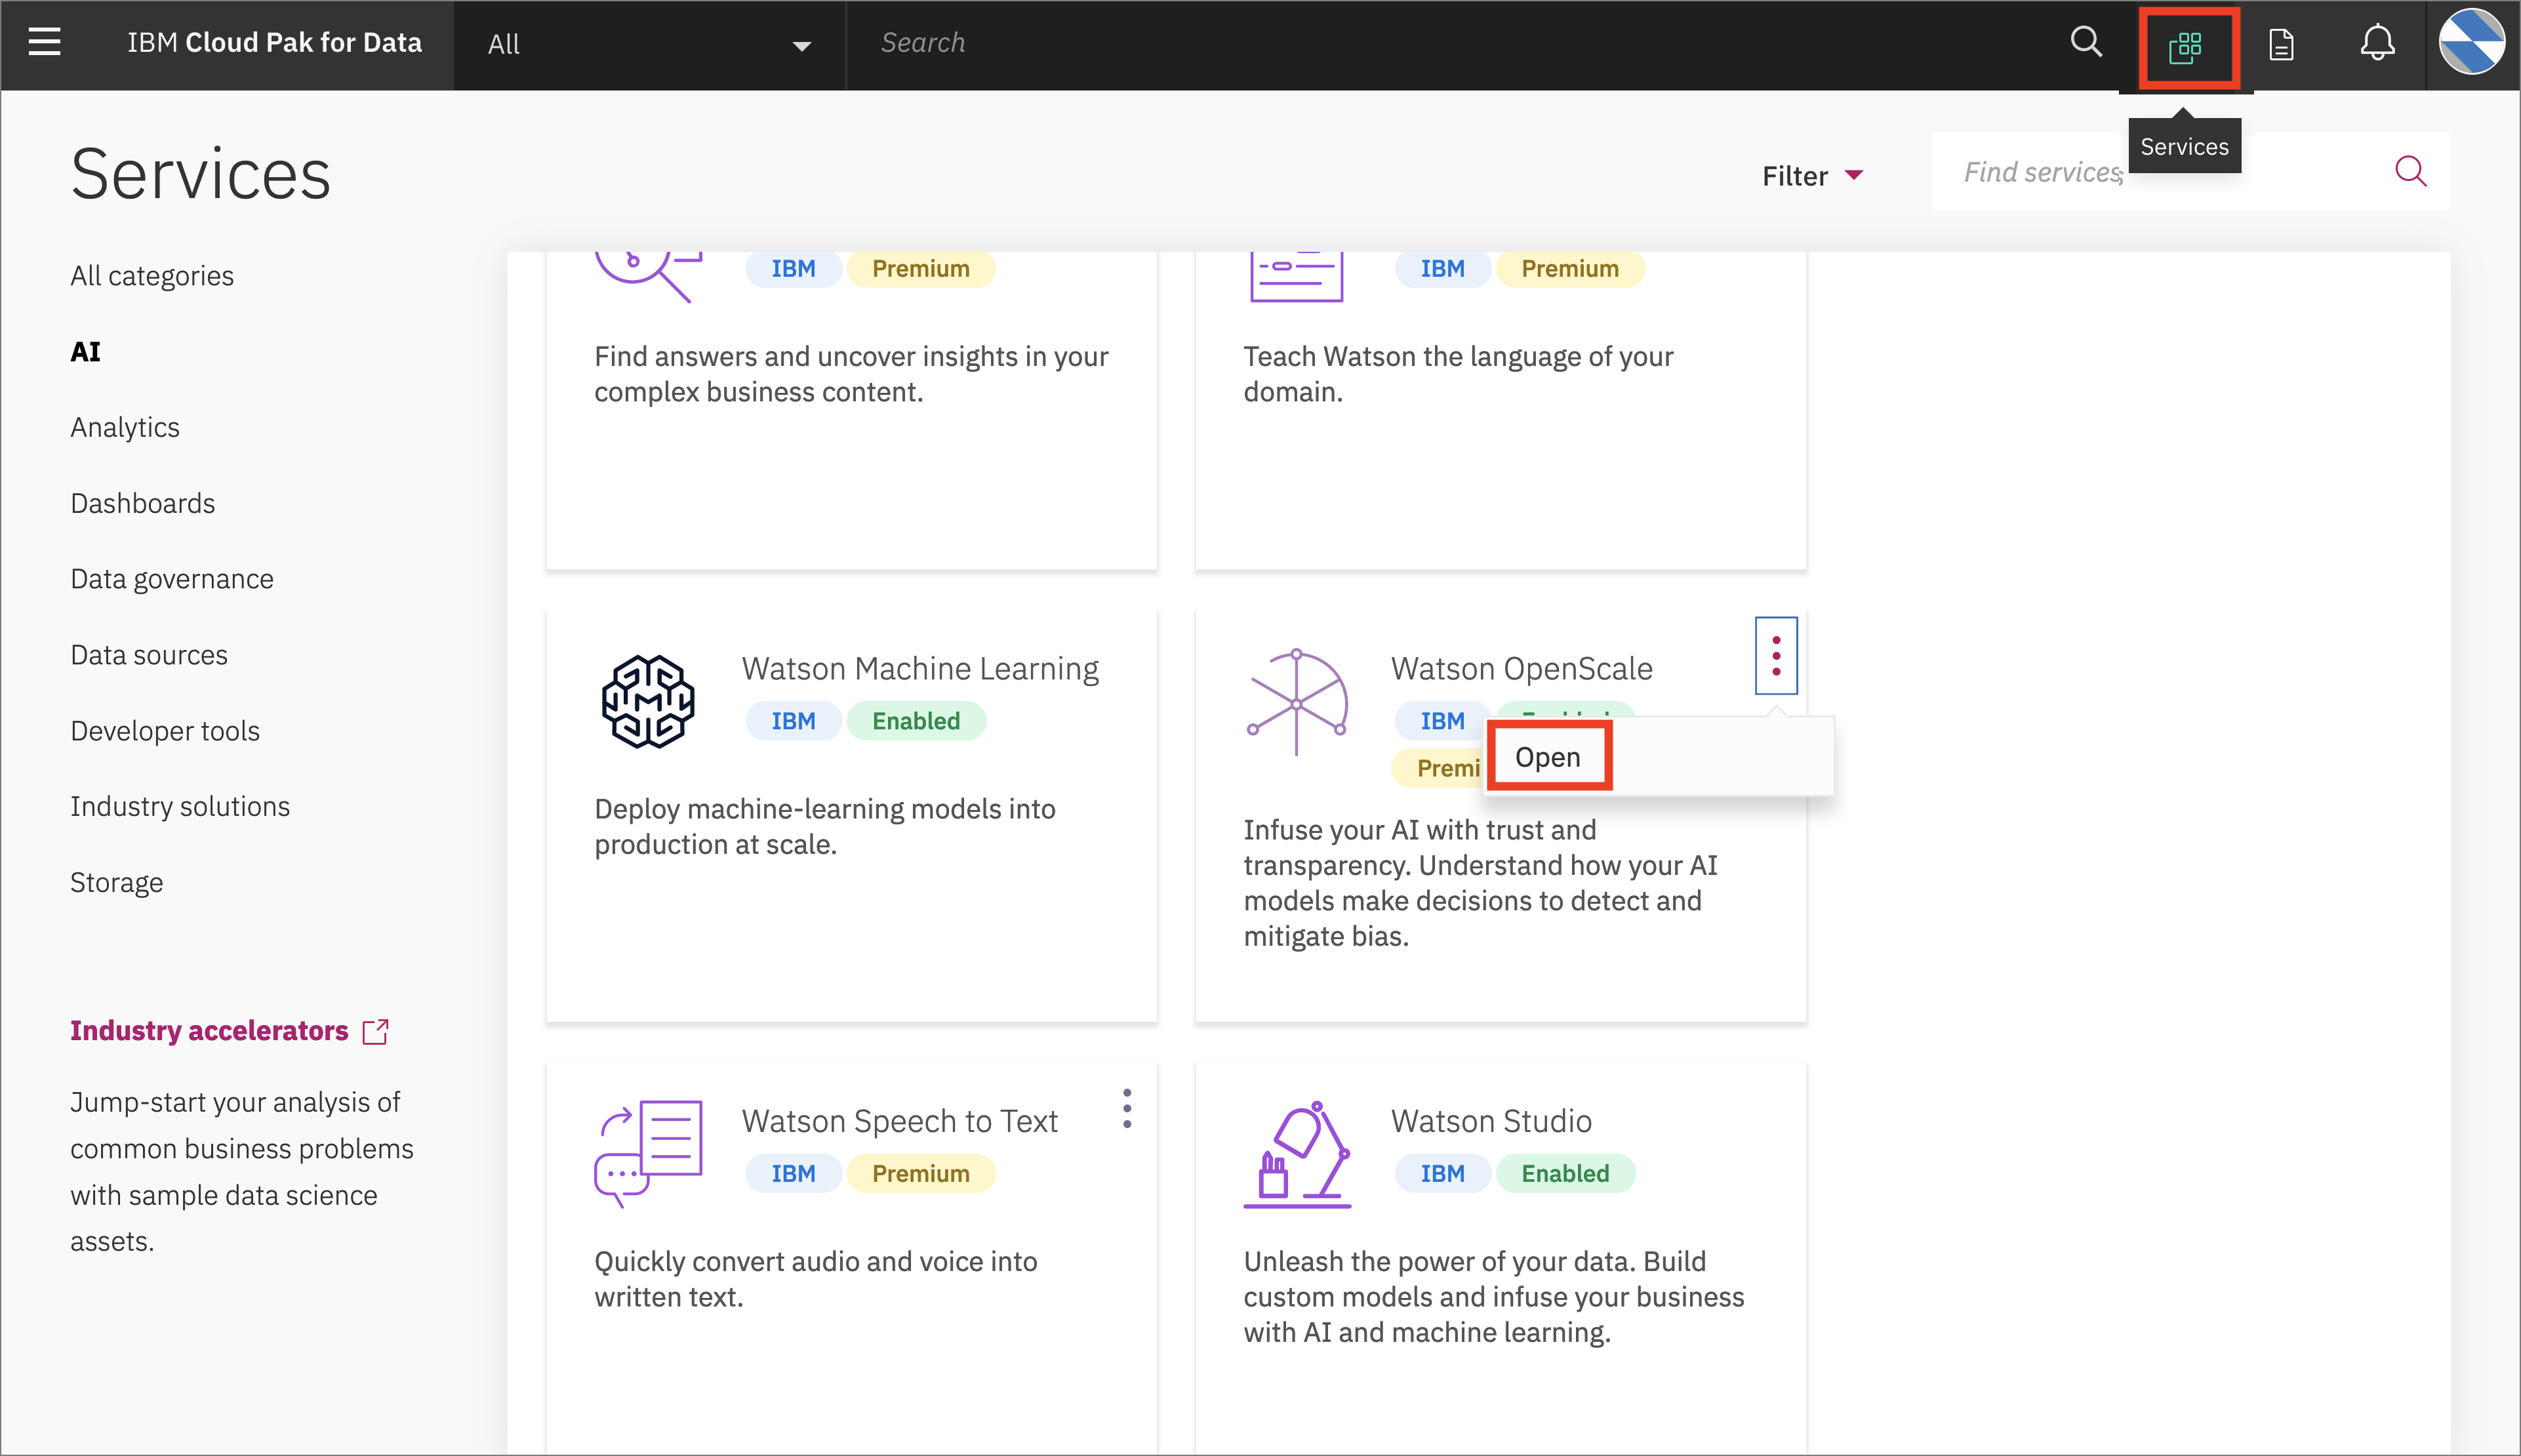 IBM Cloud Pak for Data
All
Search
Services
Services
Filter
Find services
All categories
AI
Analytics
Dashboards
Data governance
Data sources
Developer tools
Industry solutions
Storage
Industry accelerators
Jump-start your analysis of
common business problems
with sample data science
assets.
IBM Premium
Find answers and uncover insights in your
complex business content.
IBM Premium
Teach Watson the language of your
domain.
Watson Machine Learning
IBM Enabled
Deploy machine-learning models into
production at scale.
Watson OpenScale
IBM
Premi
Open
Infuse your AI with trust and
transparency. Understand how your AI
models make decisions to detect and
mitigate bias.
Watson Speech to Text
IBM Premium
Quickly convert audio and voice into
written text.
Watson Studio
IBM Enabled
Unleash the power of your data. Build
custom models and infuse your business
with AI and machine learning.